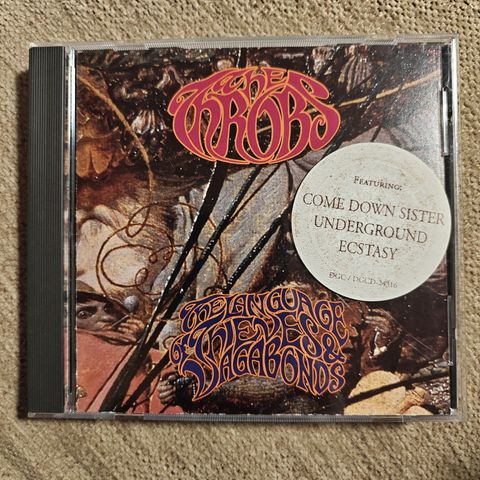 THE
THROBS
FEATURING:
COME DOWN SISTER
UNDERGROUND
ECSTASY
DGC / DGCD-24316
THE LANGUAGE
OF THIEVES &
VAGABONDS